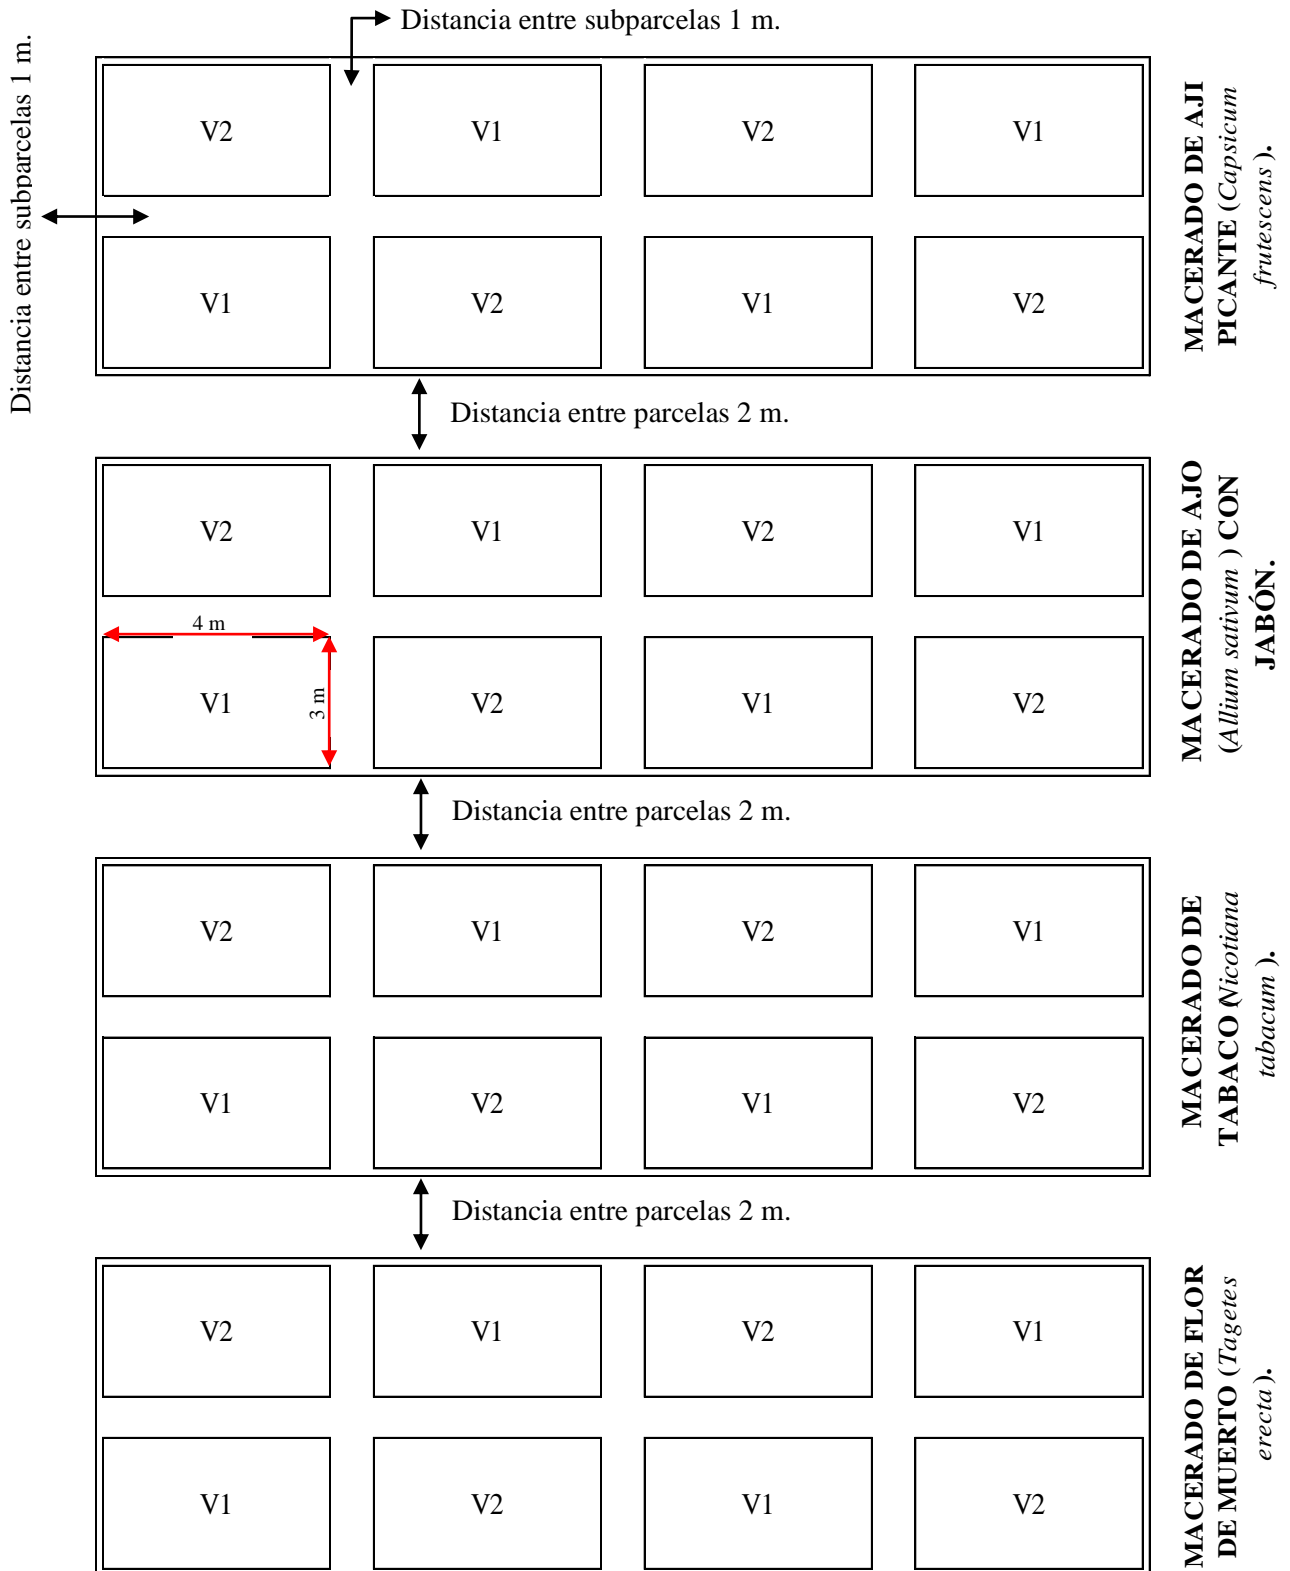 Distancia entre subparcelas 1 m.
Distancia entre subparcelas 1 m.
V2 V1 V2 V1
V1 V2 V1 V2
MACERADO DE AJI
PICANTE (Capsicum
frutescens).
Distancia entre parcelas 2 m.
V2 V1 V2 V1
4 m
3 m
V1 V2 V1 V2
MACERADO DE AJO
(Allium sativum ) CON
JABÓN.
Distancia entre parcelas 2 m.
V2 V1 V2 V1
V1 V2 V1 V2
MACERADO DE
TABACO (Nicotiana
tabacum ).
Distancia entre parcelas 2 m.
V2 V1 V2 V1
V1 V2 V1 V2
MACERADO DE FLOR
DE MUERTO (Tagetes
erecta ).